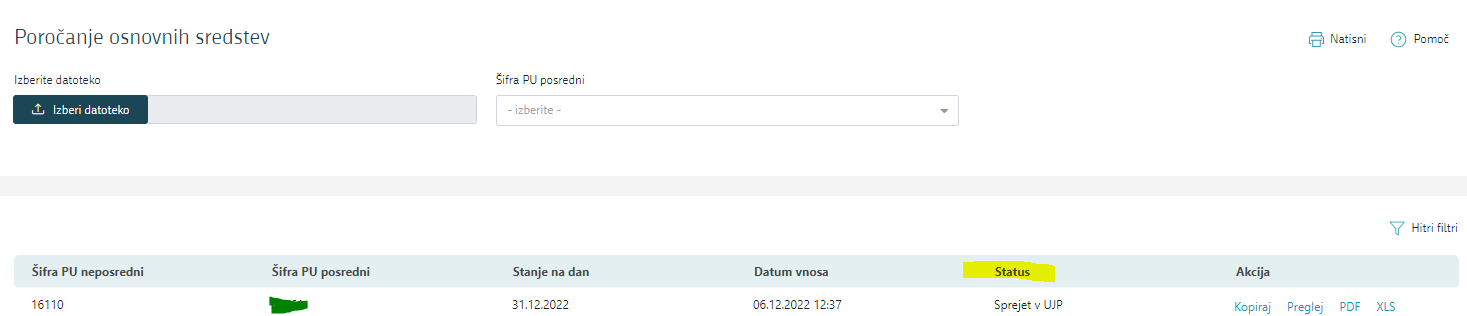 Poročanje osnovnih sredstev
Natisni
Pomoč
Izberite datoteko
Šifra PU posredni
Izberi datoteko
- izberite -
Hitri filtri
Šifra PU neposredni Šifra PU posredni Stanje na dan Datum vnosa Status Akcija
16110 31.12.2022 06.12.2022 12:37 Sprejet v UJP Kopiraj Preglej PDF XLS